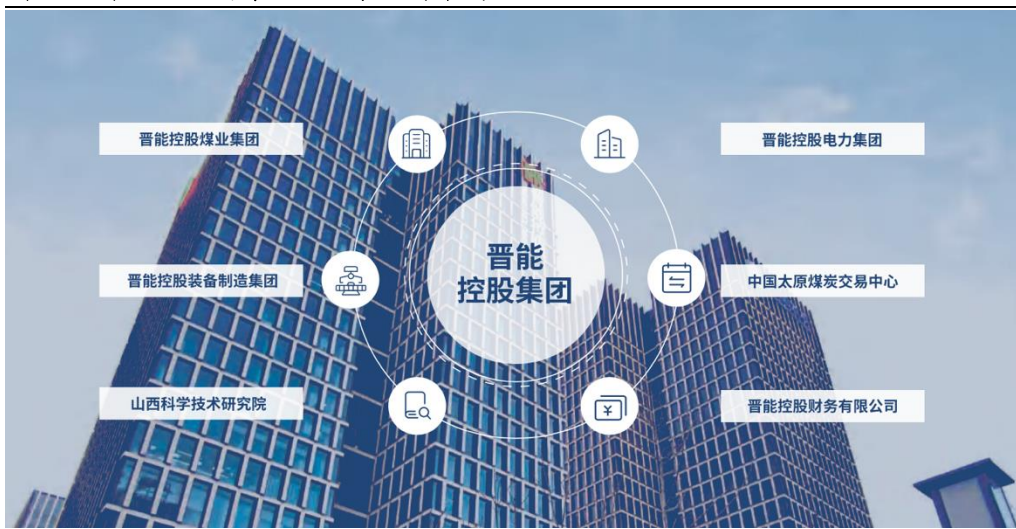 晋能控股煤业集团
晋能控股电力集团
晋能
控股集团
晋能控股装备制造集团
中国太原煤炭交易中心
山西科学技术研究院
晋能控股财务有限公司